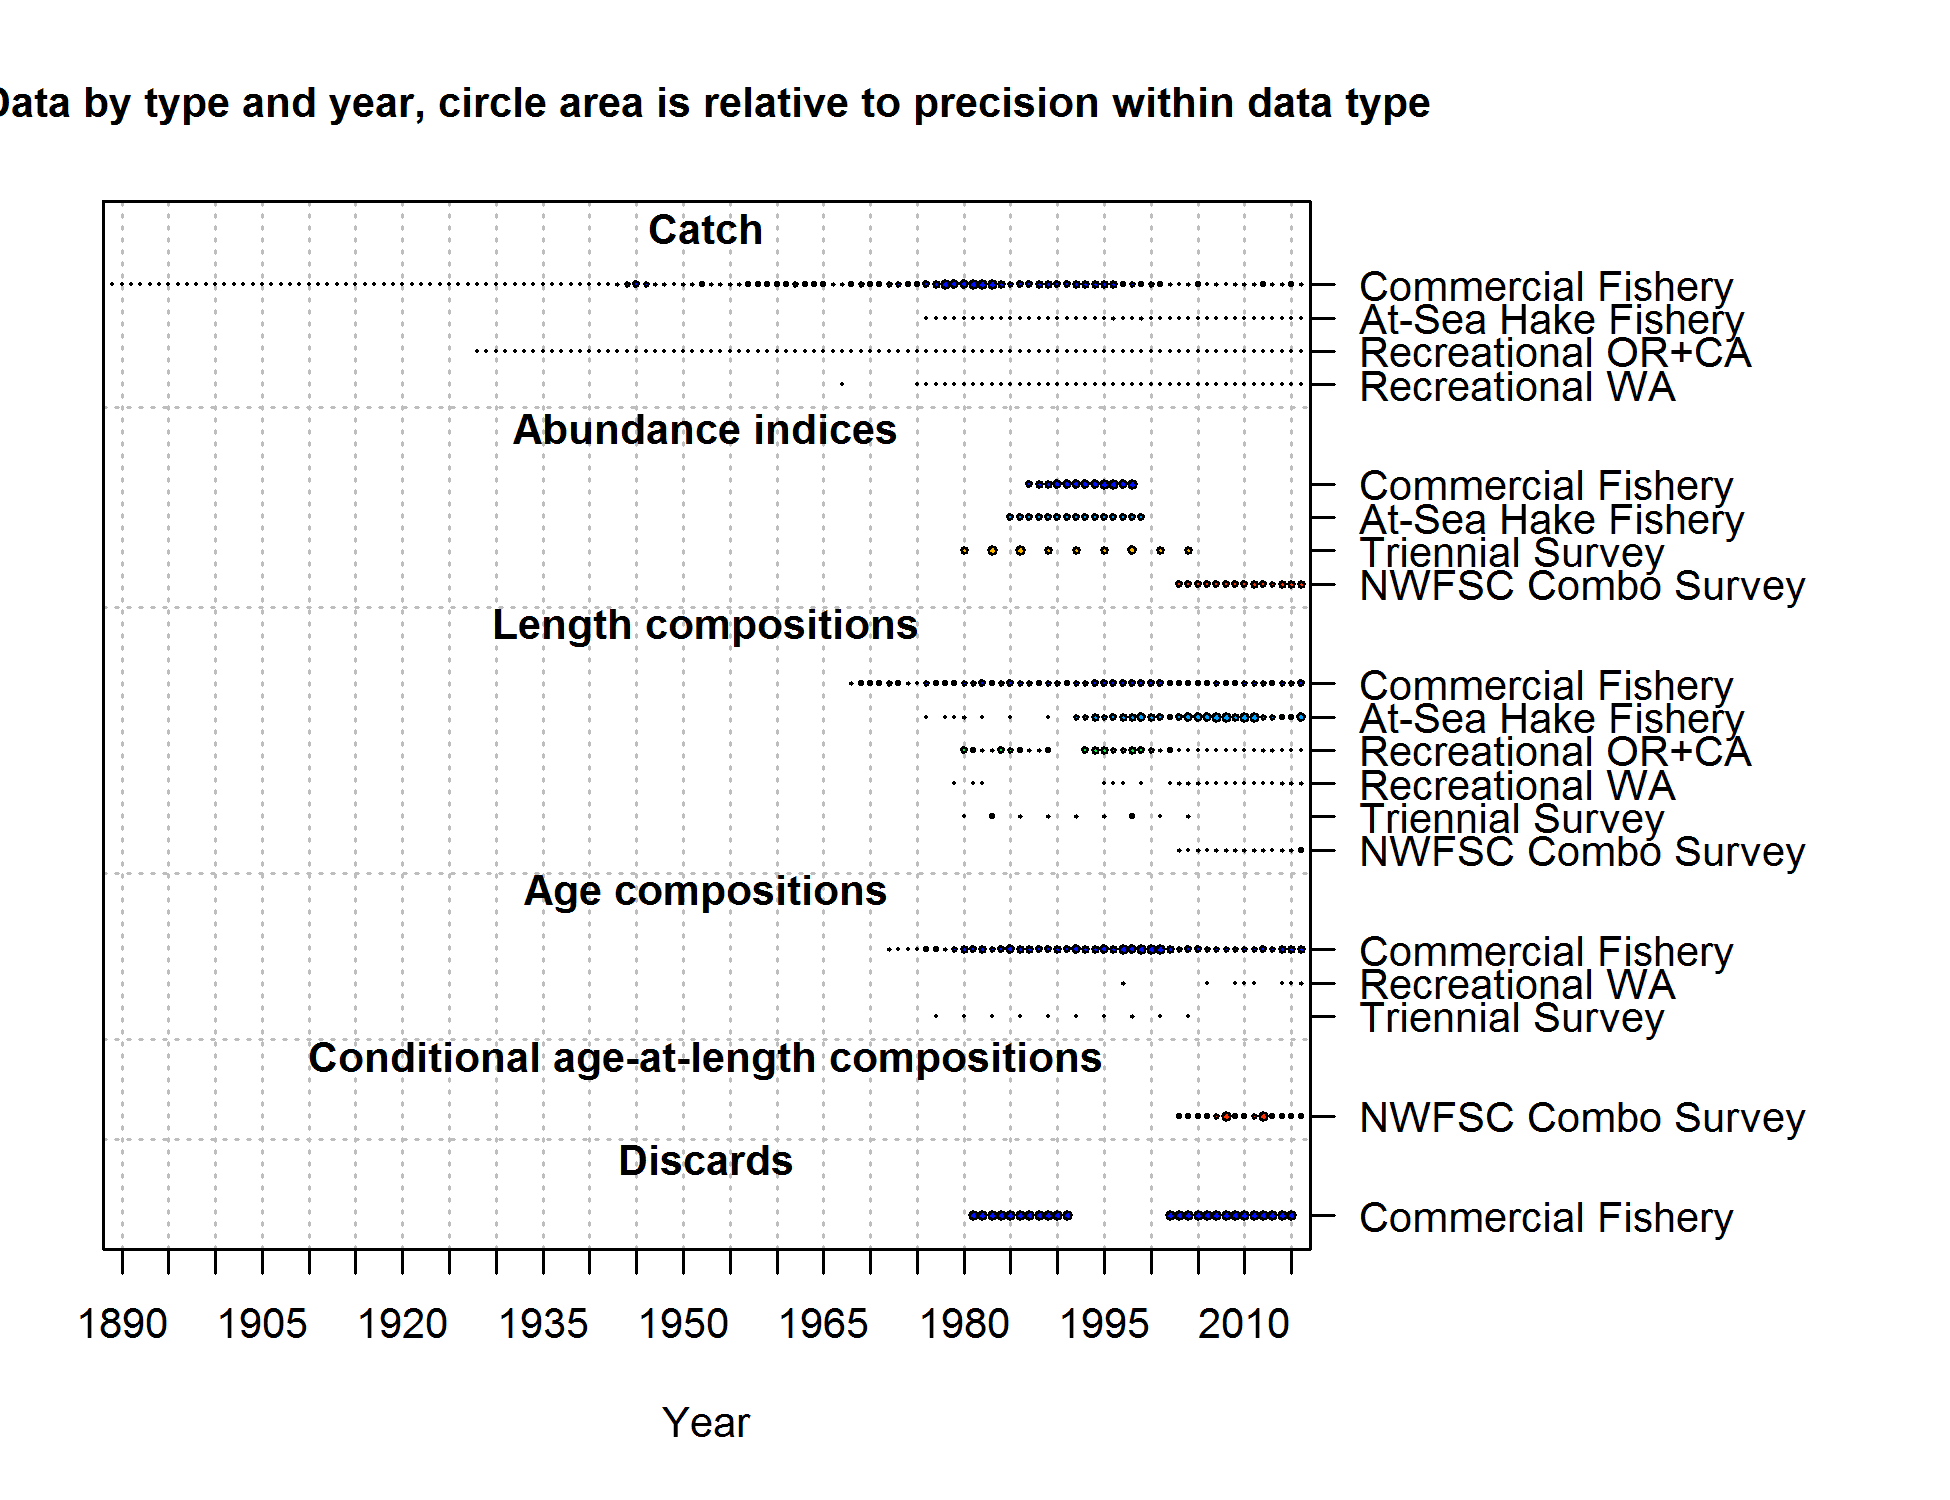 Data by type and year, circle area is relative to precision within data type
Catch
Commercial Fishery
At-Sea Hake Fishery
Recreational OR+CA
Recreational WA
Abundance indices
Commercial Fishery
At-Sea Hake Fishery
Triennial Survey
NWFSC Combo Survey
Length compositions
Commercial Fishery
At-Sea Hake Fishery
Recreational OR+CA
Recreational WA
Triennial Survey
NWFSC Combo Survey
Age compositions
Commercial Fishery
Recreational WA
Triennial Survey
Conditional age-at-length compositions
NWFSC Combo Survey
Discards
Commercial Fishery
1890 1905 1920 1935 1950 1965 1980 1995 2010
Year